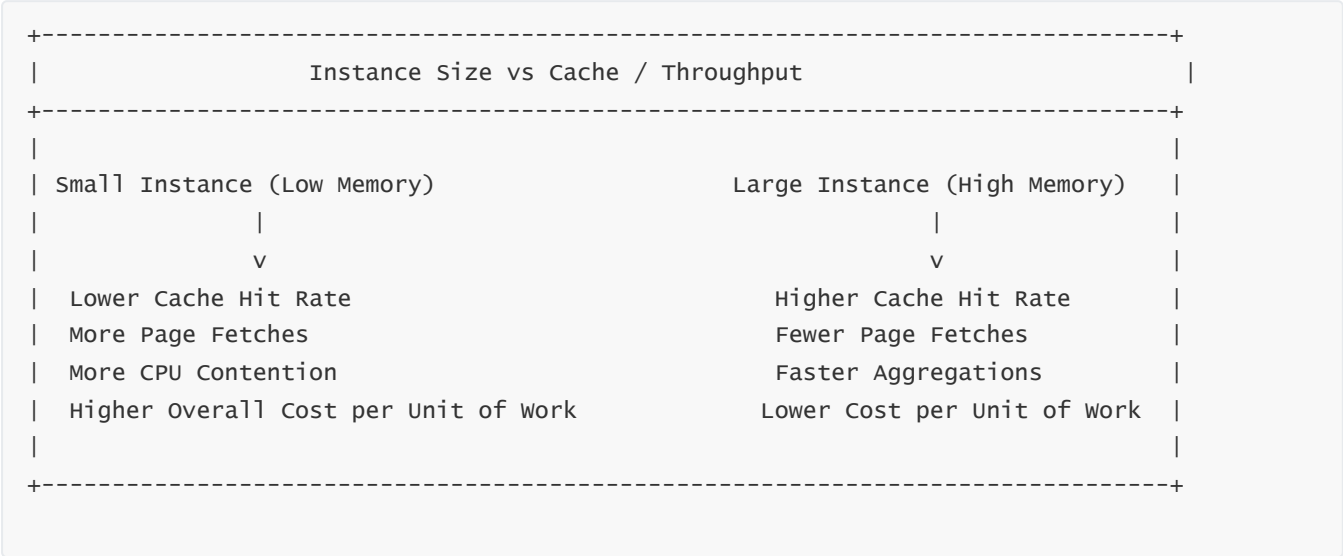 +--------------------------------------------------------------------------------+
|                   Instance Size vs Cache / Throughput                           |
+--------------------------------------------------------------------------------+
|                                                                                |
| Small Instance (Low Memory)                     Large Instance (High Memory)   |
|               |                                               |                |
|               v                                               v                |
|  Lower Cache Hit Rate                              Higher Cache Hit Rate       |
|  More Page Fetches                                 Fewer Page Fetches          |
|  More CPU Contention                               Faster Aggregations         |
|  Higher Overall Cost per Unit of Work             Lower Cost per Unit of Work  |
|                                                                                |
+--------------------------------------------------------------------------------+